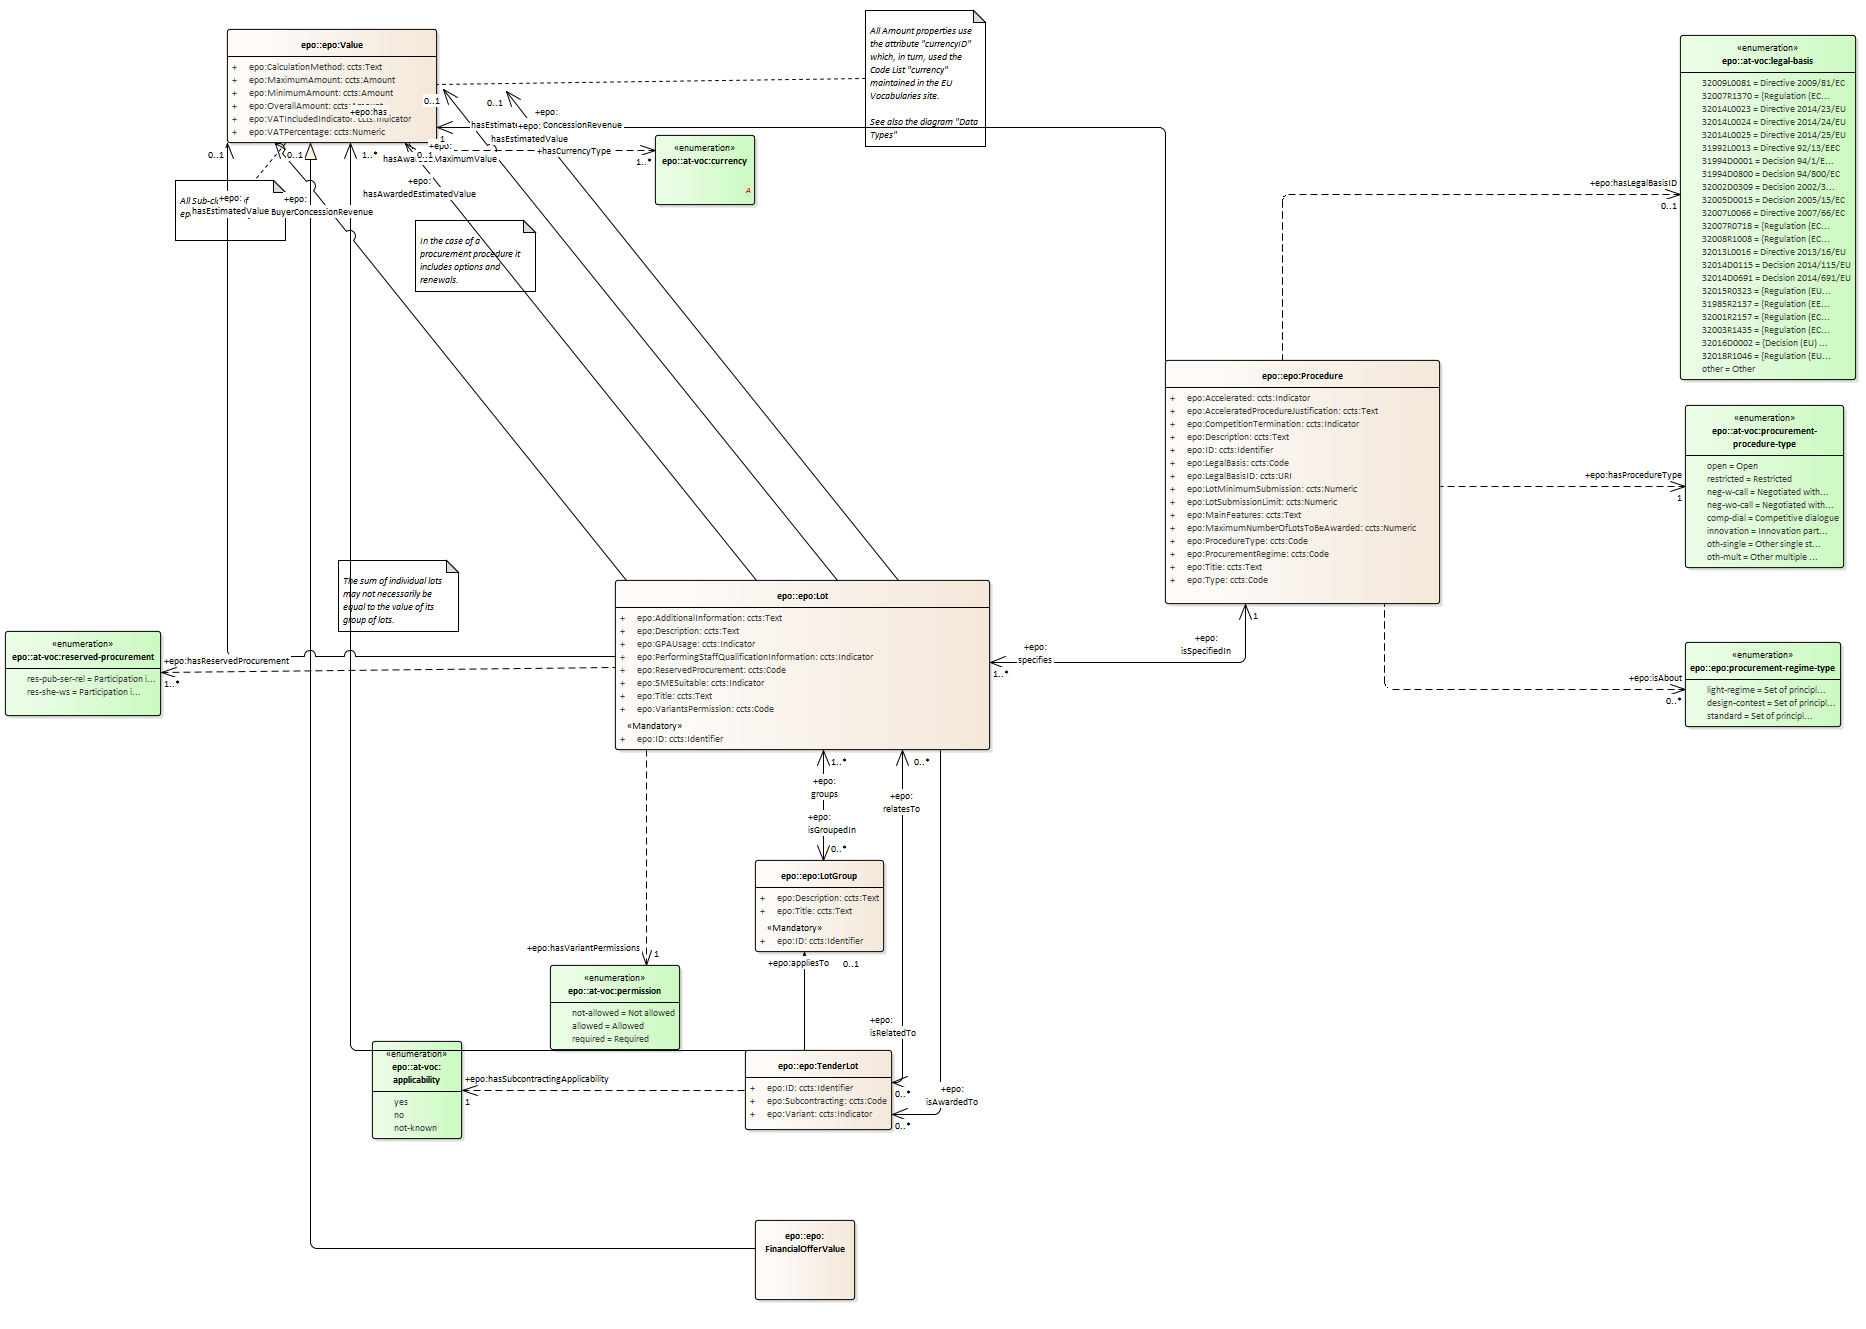 epo::epo:Value
+ epo:CalculationMethod: ccts:Text
+ epo:MaximumAmount: ccts:Amount
+ epo:MinimumAmount: ccts:Amount
+ epo:OverallAmount: ccts:Amount
+epo:has
+ epo:VATIncludedIndicator: ccts:Indicator
+ epo:VATPercentage: ccts:Numeric
All Amount properties use
the attribute "currencyID"
which, in turn, used the
Code List "currency"
maintained in the EU
Vocabularies site.
See also the diagram "Data
Types"
0..1
0..1
+epo:
hasEstimat
+epo:
ConcessionRevenue
hasEstimatedValue
1
+epo:
+hasCurrencyType
1..*
0..1
0..1
1..*
hasAwa
0..1
MaximumValue
+epo:
hasAwardedEstimatedValue
«enumeration»
epo::at-voc:currency
A
All Sub-cl
+epo:
hasEstimatedValue
+epo:
BuyerConcessionRevenue
In the case of a
procurement procedure it
includes options and
renewals.
The sum of individual lots
may not necessarily be
equal to the value of its
group of lots.
«enumeration»
epo::at-voc:legal-basis
32009L0081 = Directive 2009/81/EC
32007R1370 = {Regulation (EC...
32014L0023 = Directive 2014/23/EU
32014L0024 = Directive 2014/24/EU
32014L0025 = Directive 2014/25/EU
31992L0013 = Directive 92/13/EEC
31994D0001 = Decision 94/1/E...
31994D0800 = Decision 94/800/EC
32002D0309 = Decision 2002/3...
32005D0015 = Decision 2005/15/EC
32007L0066 = Directive 2007/66/EC
32007R0718 = {Regulation (EC...
32008R1008 = {Regulation (EC...
32013L0016 = Directive 2013/16/EU
32014D0115 = Decision 2014/115/EU
32014D0691 = Decision 2014/691/EU
32015R0323 = {Regulation (EU...
31985R2137 = {Regulation (EE...
32001R2157 = {Regulation (EC...
32003R1435 = {Regulation (EC...
32016D0002 = {Decision (EU) ...
32018R1046 = {Regulation (EU...
other = Other
+epo:hasLegalBasisID
0..1
epo::epo:Procedure
+ epo:Accelerated: ccts:Indicator
+ epo:AcceleratedProcedureJustification: ccts:Text
+ epo:CompetitionTermination: ccts:Indicator
+ epo:Description: ccts:Text
+ epo:ID: ccts:Identifier
+ epo:LegalBasis: ccts:Code
+ epo:LegalBasisID: ccts:URI
+ epo:LotMinimumSubmission: ccts:Numeric
+ epo:LotSubmissionLimit: ccts:Numeric
+ epo:MainFeatures: ccts:Text
+ epo:MaximumNumberOfLotsToBeAwarded: ccts:Numeric
+ epo:ProcedureType: ccts:Code
+ epo:ProcurementRegime: ccts:Code
+ epo:Title: ccts:Text
+ epo:Type: ccts:Code
«enumeration»
epo::at-voc:procurement-
procedure-type
open = Open
restricted = Restricted
neg-w-call = Negotiated with...
neg-wo-call = Negotiated with...
comp-dial = Competitive dialogue
innovation = Innovation part...
oth-single = Other single st...
oth-mult = Other multiple ...
+epo:hasProcedureType
1
«enumeration»
epo::epo:procurement-regime-type
light-regime = Set of principl...
design-contest = Set of principl...
standard = Set of principl...
+epo:isAbout
0..*
epo::epo:Lot
+ epo:AdditionalInformation: ccts:Text
+ epo:Description: ccts:Text
+ epo:GPAUsage: ccts:Indicator
+ epo:PerformingStaffQualificationInformation: ccts:Indicator
+ epo:ReservedProcurement: ccts:Code
+ epo:SMESuitable: ccts:Indicator
+ epo:Title: ccts:Text
+ epo:VariantsPermission: ccts:Code
«Mandatory»
+ epo:ID: ccts:Identifier
+epo:
specifies
1..*
+epo:
isSpecifiedIn
1
«enumeration»
epo::at-voc:reserved-procurement
res-pub-ser-rel = Participation i...
res-she-ws = Participation i...
+epo:hasReservedProcurement
1..*
1..*
+epo:
groups
+epo:
isGroupedIn
0..*
0..*
+epo:
relatesTo
epo::epo:LotGroup
+ epo:Description: ccts:Text
+ epo:Title: ccts:Text
«Mandatory»
+ epo:ID: ccts:Identifier
+epo:appliesTo
0..1
+epo:hasVariantPermissions
1
«enumeration»
epo::at-voc:permission
not-allowed = Not allowed
allowed = Allowed
required = Required
+epo:
isRelatedTo
0..*
«enumeration»
epo::at-voc:
applicability
yes
no
not-known
+epo:hasSubcontractingApplicability
1
epo::epo:TenderLot
+ epo:ID: ccts:Identifier
+ epo:Subcontracting: ccts:Code
+ epo:Variant: ccts:Indicator
+epo:
isAwardedTo
0..*
epo::epo:
FinancialOfferValue